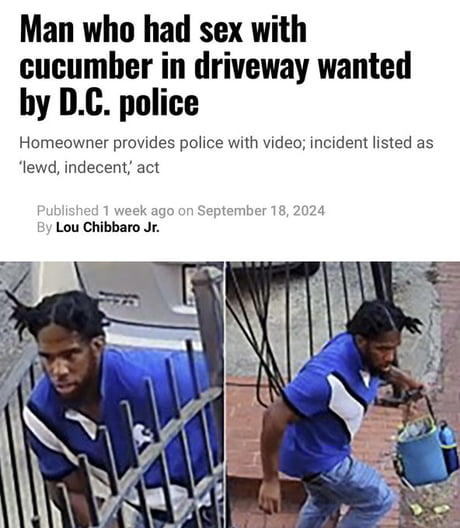 Man who had sex with
cucumber in driveway wanted
by D.C. police
Homeowner provides police with video; incident listed as
‘lewd, indecent,’ act
Published 1 week ago on September 18, 2024
By Lou Chibbaro Jr.